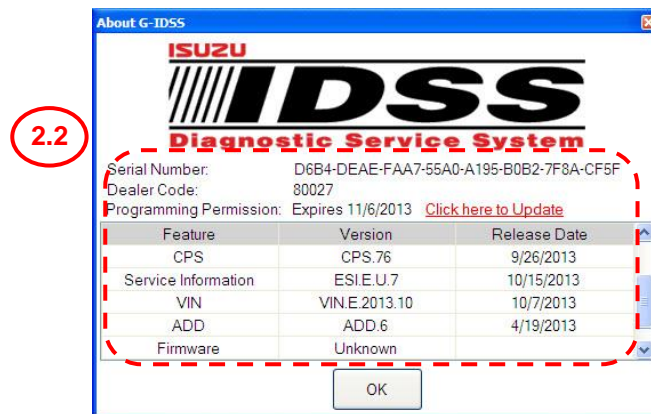 About G-IDSS
ISUZU
IDSS
Diagnostic Service System
2.2
Serial Number: D6B4-DEAE-FAA7-55A0-A195-B0B2-7F8A-CF5F
Dealer Code: 80027
Programming Permission: Expires 11/6/2013 Click here to Update
Feature Version Release Date
CPS CPS.76 9/26/2013
Service Information ESI.E.U.7 10/15/2013
VIN VIN.E.2013.10 10/7/2013
ADD ADD.6 4/19/2013
Firmware Unknown
OK